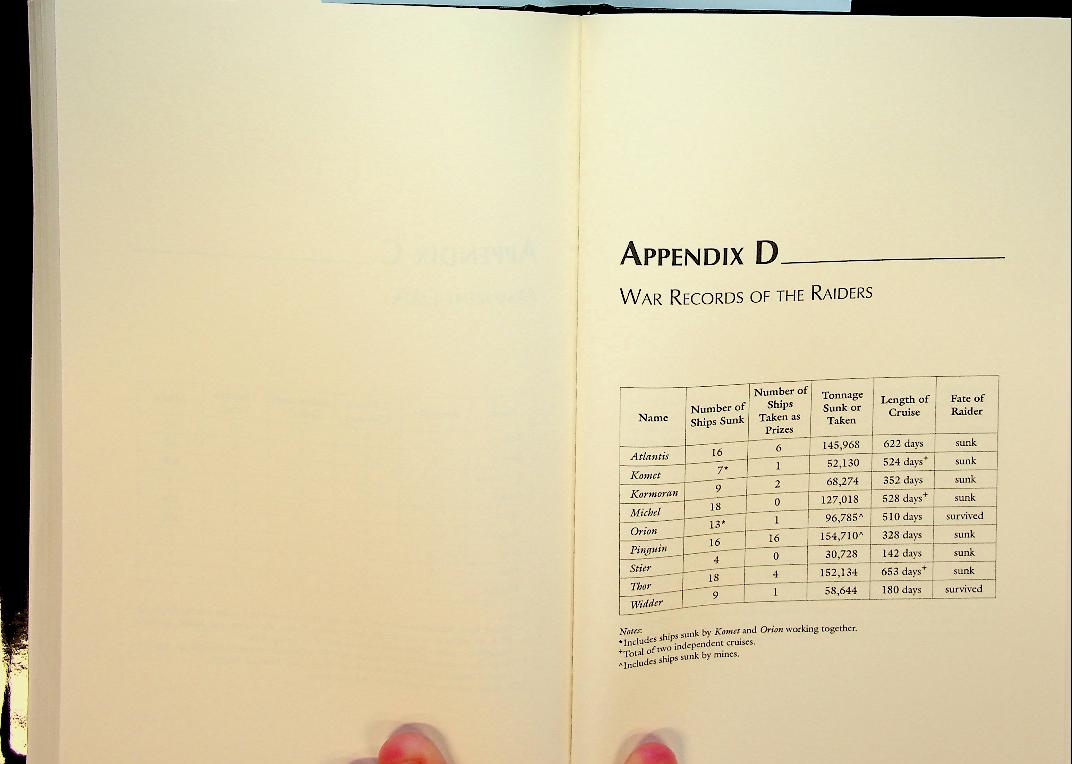 APPENDIX D
WAR RECORDS OF THE RAIDERS
Name | Number of Ships Sunk | Number of Ships Taken as Prizes | Tonnage Sunk or Taken | Length of Cruise | Fate of Raider
Atlantis | 16 | 6 | 145,968 | 622 days | sunk
Komet | 7* | 1 | 52,130 | 524 days+ | sunk
Kormoran | 9 | 2 | 68,274 | 352 days | sunk
Michel | 18 | 0 | 127,018 | 528 days+ | sunk
Orion | 13* | 1 | 96,785^ | 510 days | survived
Pinguin | 16 | 16 | 154,710^ | 328 days | sunk
Stier | 4 | 0 | 30,728 | 142 days | sunk
Thor | 18 | 4 | 152,134 | 653 days+ | sunk
Widder | 9 | 1 | 58,644 | 180 days | survived
Notes:
*Includes ships sunk by Komet and Orion working together.
+Total of two independent cruises.
^Includes ships sunk by mines.